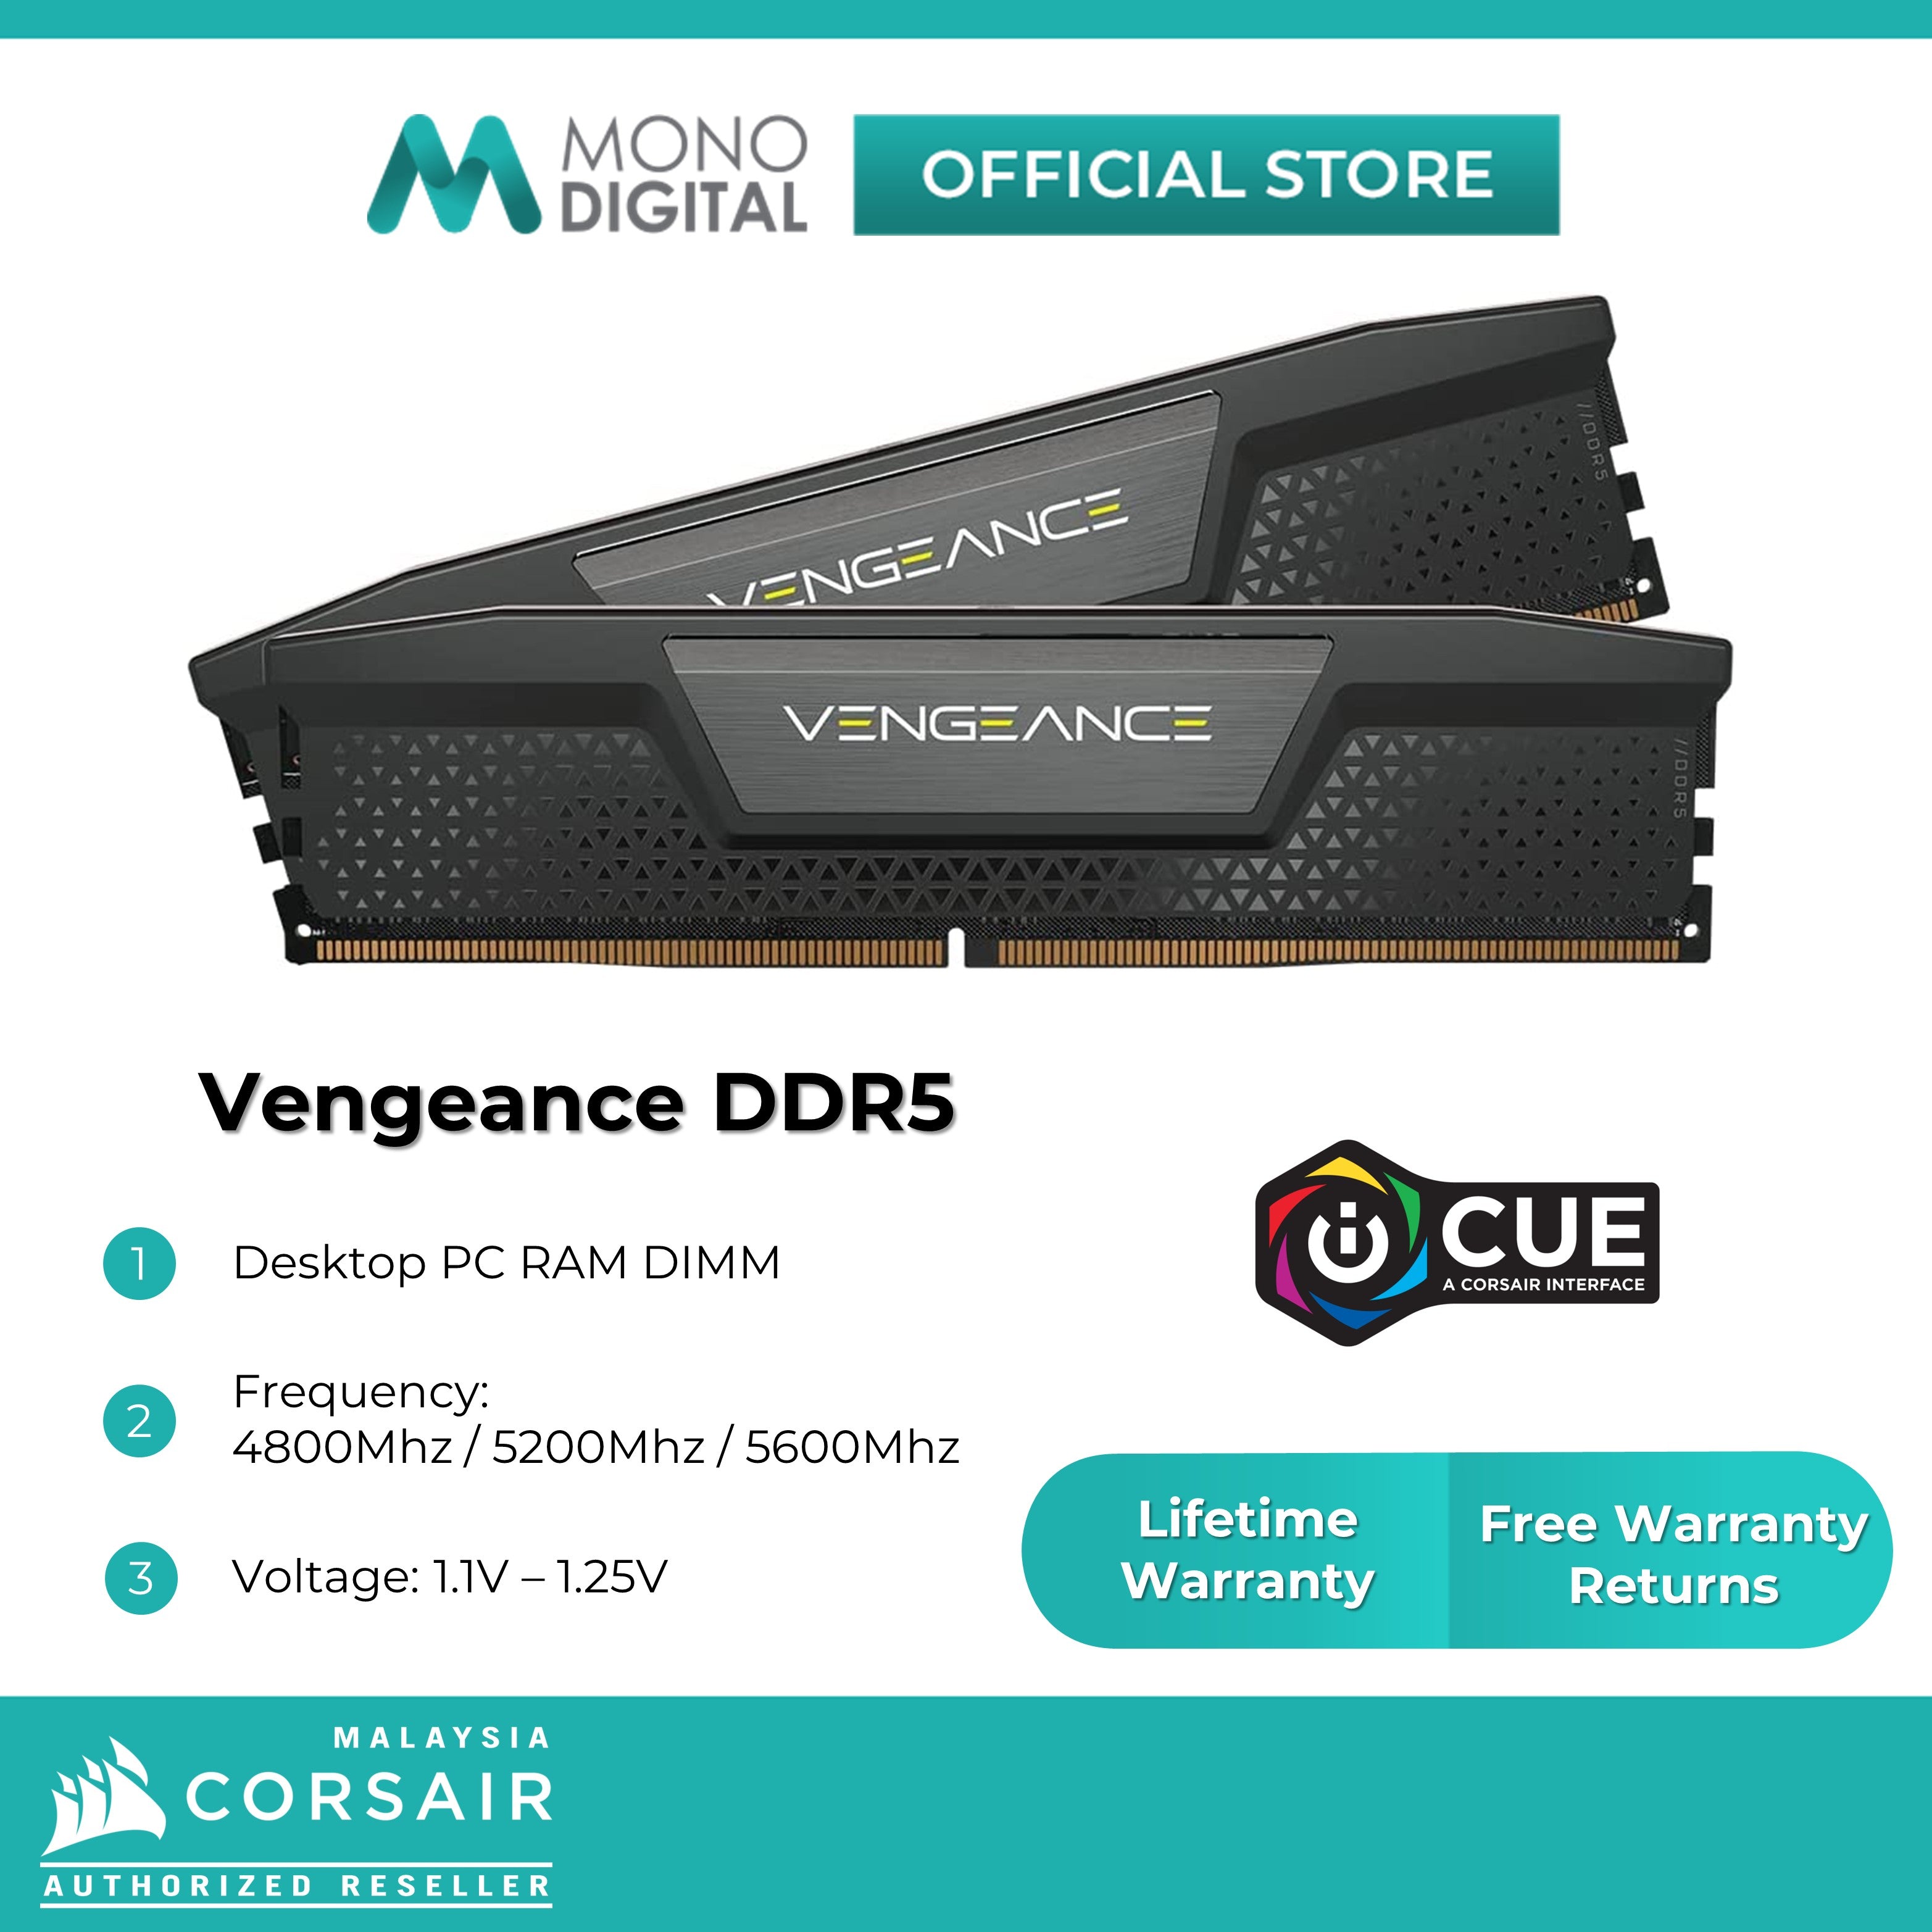 MONO
DIGITAL
OFFICIAL STORE
VENGEANCE
//DDR5
VENGEANCE
//DDR5
Vengeance DDR5
1 Desktop PC RAM DIMM
2 Frequency:
4800Mhz / 5200Mhz / 5600Mhz
3 Voltage: 1.1V – 1.25V
iCUE
A CORSAIR INTERFACE
Lifetime
Warranty
Free Warranty
Returns
MALAYSIA
CORSAIR
AUTHORIZED RESELLER